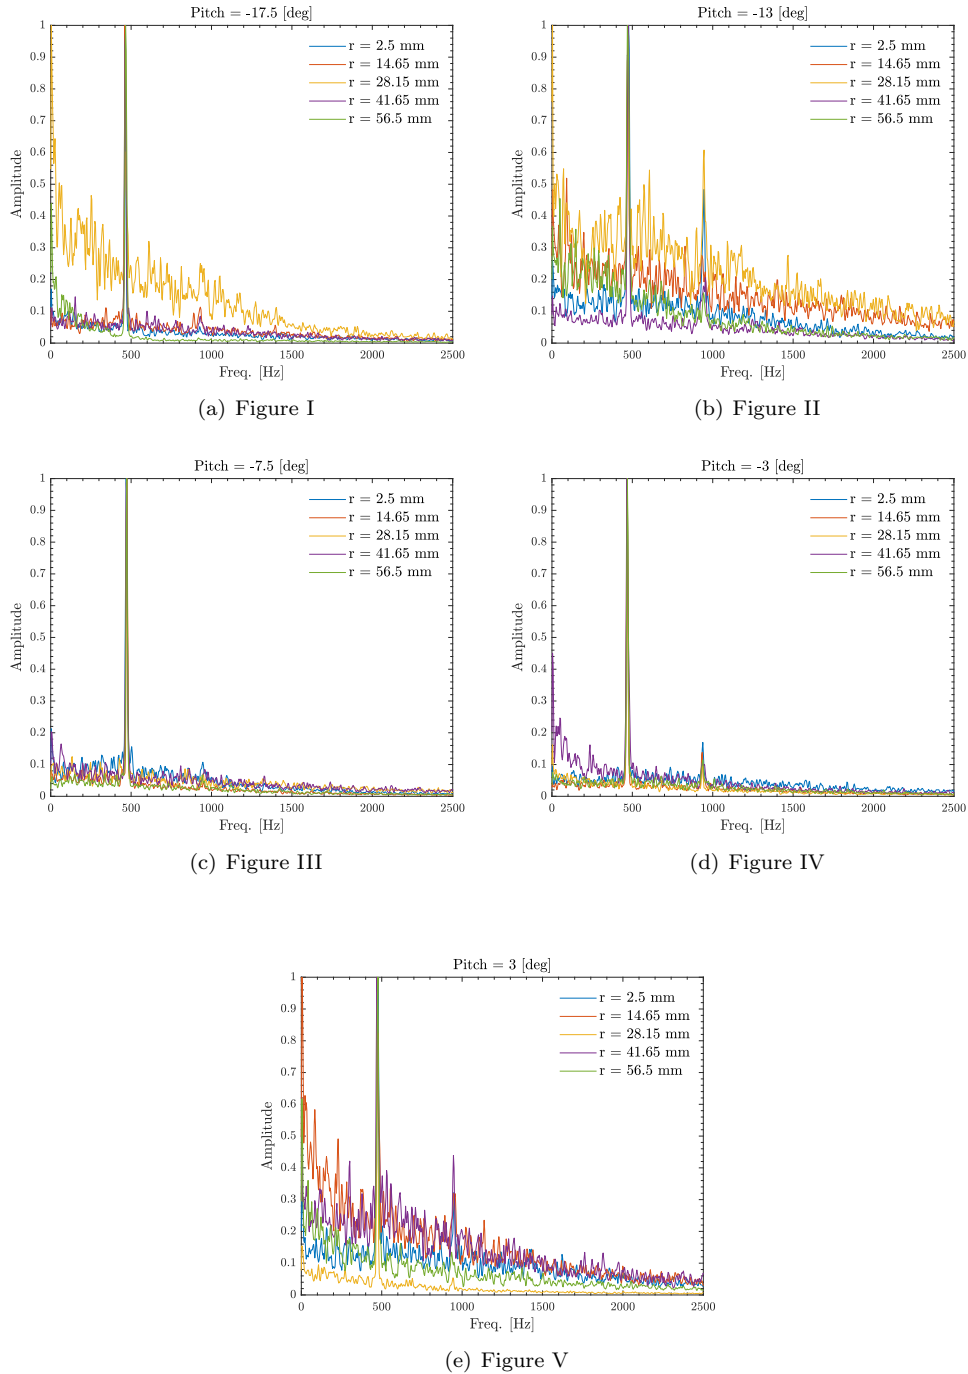 Pitch = -17.5 [deg]
1
0.9
0.8
0.7
0.6
0.5
0.4
0.3
0.2
0.1
0
Amplitude
r = 2.5 mm
r = 14.65 mm
r = 28.15 mm
r = 41.65 mm
r = 56.5 mm
0 500 1000 1500 2000 2500
Freq. [Hz]
(a) Figure I
Pitch = -13 [deg]
1
0.9
0.8
0.7
0.6
0.5
0.4
0.3
0.2
0.1
0
Amplitude
r = 2.5 mm
r = 14.65 mm
r = 28.15 mm
r = 41.65 mm
r = 56.5 mm
0 500 1000 1500 2000 2500
Freq. [Hz]
(b) Figure II
Pitch = -7.5 [deg]
1
0.9
0.8
0.7
0.6
0.5
0.4
0.3
0.2
0.1
0
Amplitude
r = 2.5 mm
r = 14.65 mm
r = 28.15 mm
r = 41.65 mm
r = 56.5 mm
0 500 1000 1500 2000 2500
Freq. [Hz]
(c) Figure III
Pitch = -3 [deg]
1
0.9
0.8
0.7
0.6
0.5
0.4
0.3
0.2
0.1
0
Amplitude
r = 2.5 mm
r = 14.65 mm
r = 28.15 mm
r = 41.65 mm
r = 56.5 mm
0 500 1000 1500 2000 2500
Freq. [Hz]
(d) Figure IV
Pitch = 3 [deg]
1
0.9
0.8
0.7
0.6
0.5
0.4
0.3
0.2
0.1
0
Amplitude
r = 2.5 mm
r = 14.65 mm
r = 28.15 mm
r = 41.65 mm
r = 56.5 mm
0 500 1000 1500 2000 2500
Freq. [Hz]
(e) Figure V